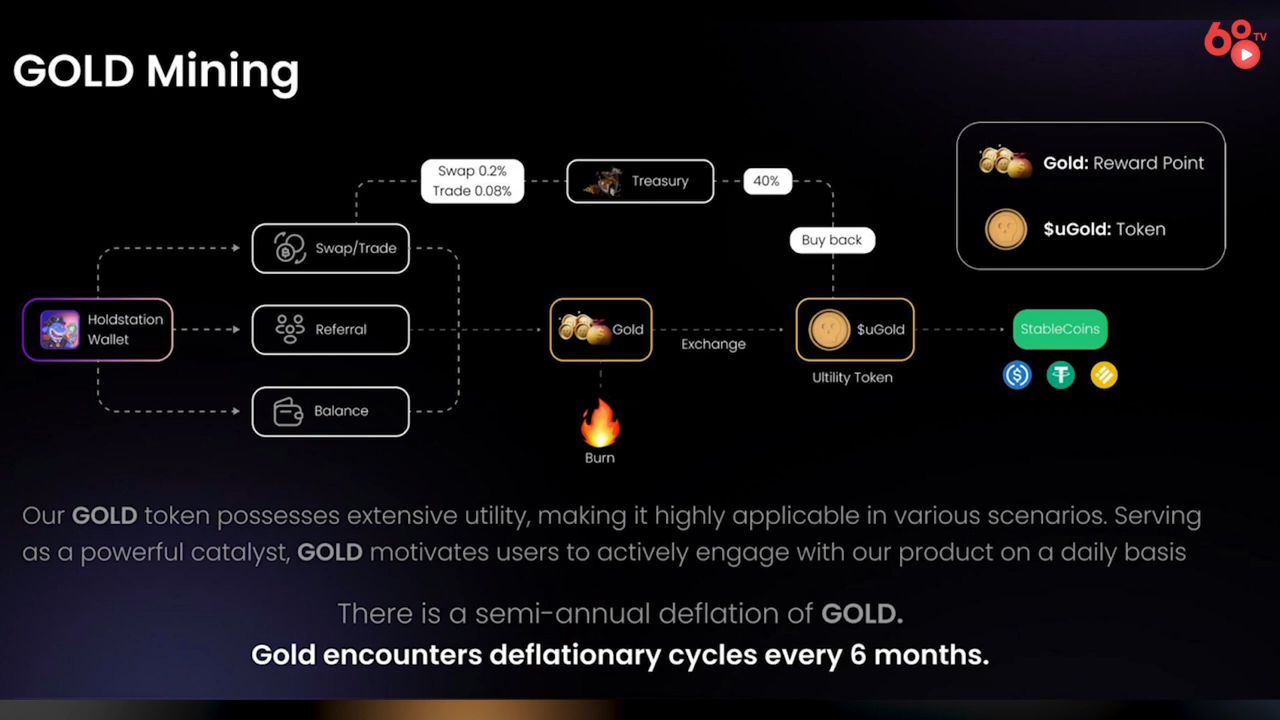 60 TV
GOLD Mining
Swap 0.2%
Trade 0.08%
Treasury
40%
Gold: Reward Point
$uGold: Token
Buy back
Swap/Trade
Holdstation
Wallet
Referral
Gold
Exchange
$uGold
StableCoins
Ultility Token
Balance
Burn
Our GOLD token possesses extensive utility, making it highly applicable in various scenarios. Serving
as a powerful catalyst, GOLD motivates users to actively engage with our product on a daily basis
There is a semi-annual deflation of GOLD.
Gold encounters deflationary cycles every 6 months.